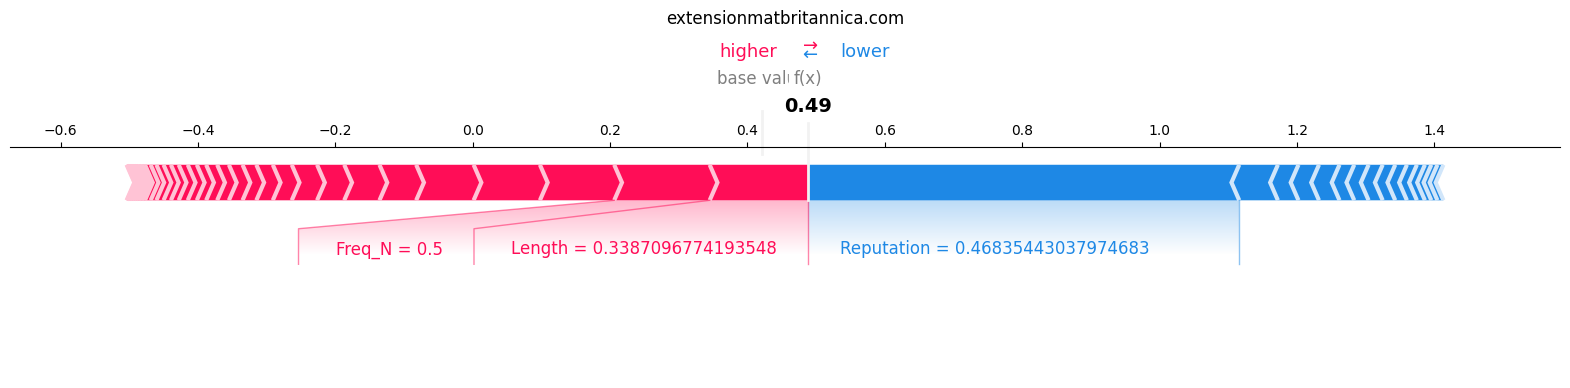 extensionmatbritannica.com
higher ⇄ lower
base valu f(x)
0.49
−0.6 −0.4 −0.2 0.0 0.2 0.4 0.6 0.8 1.0 1.2 1.4
Freq_N = 0.5 Length = 0.3387096774193548 Reputation = 0.46835443037974683